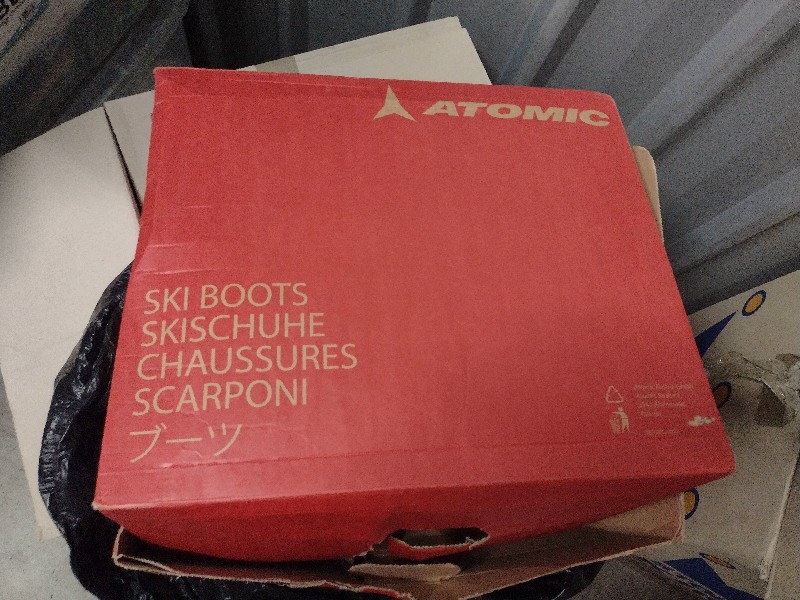 ATOMIC
SKI BOOTS
SKISCHUHE
CHAUSSURES
SCARPONI
ブーツ